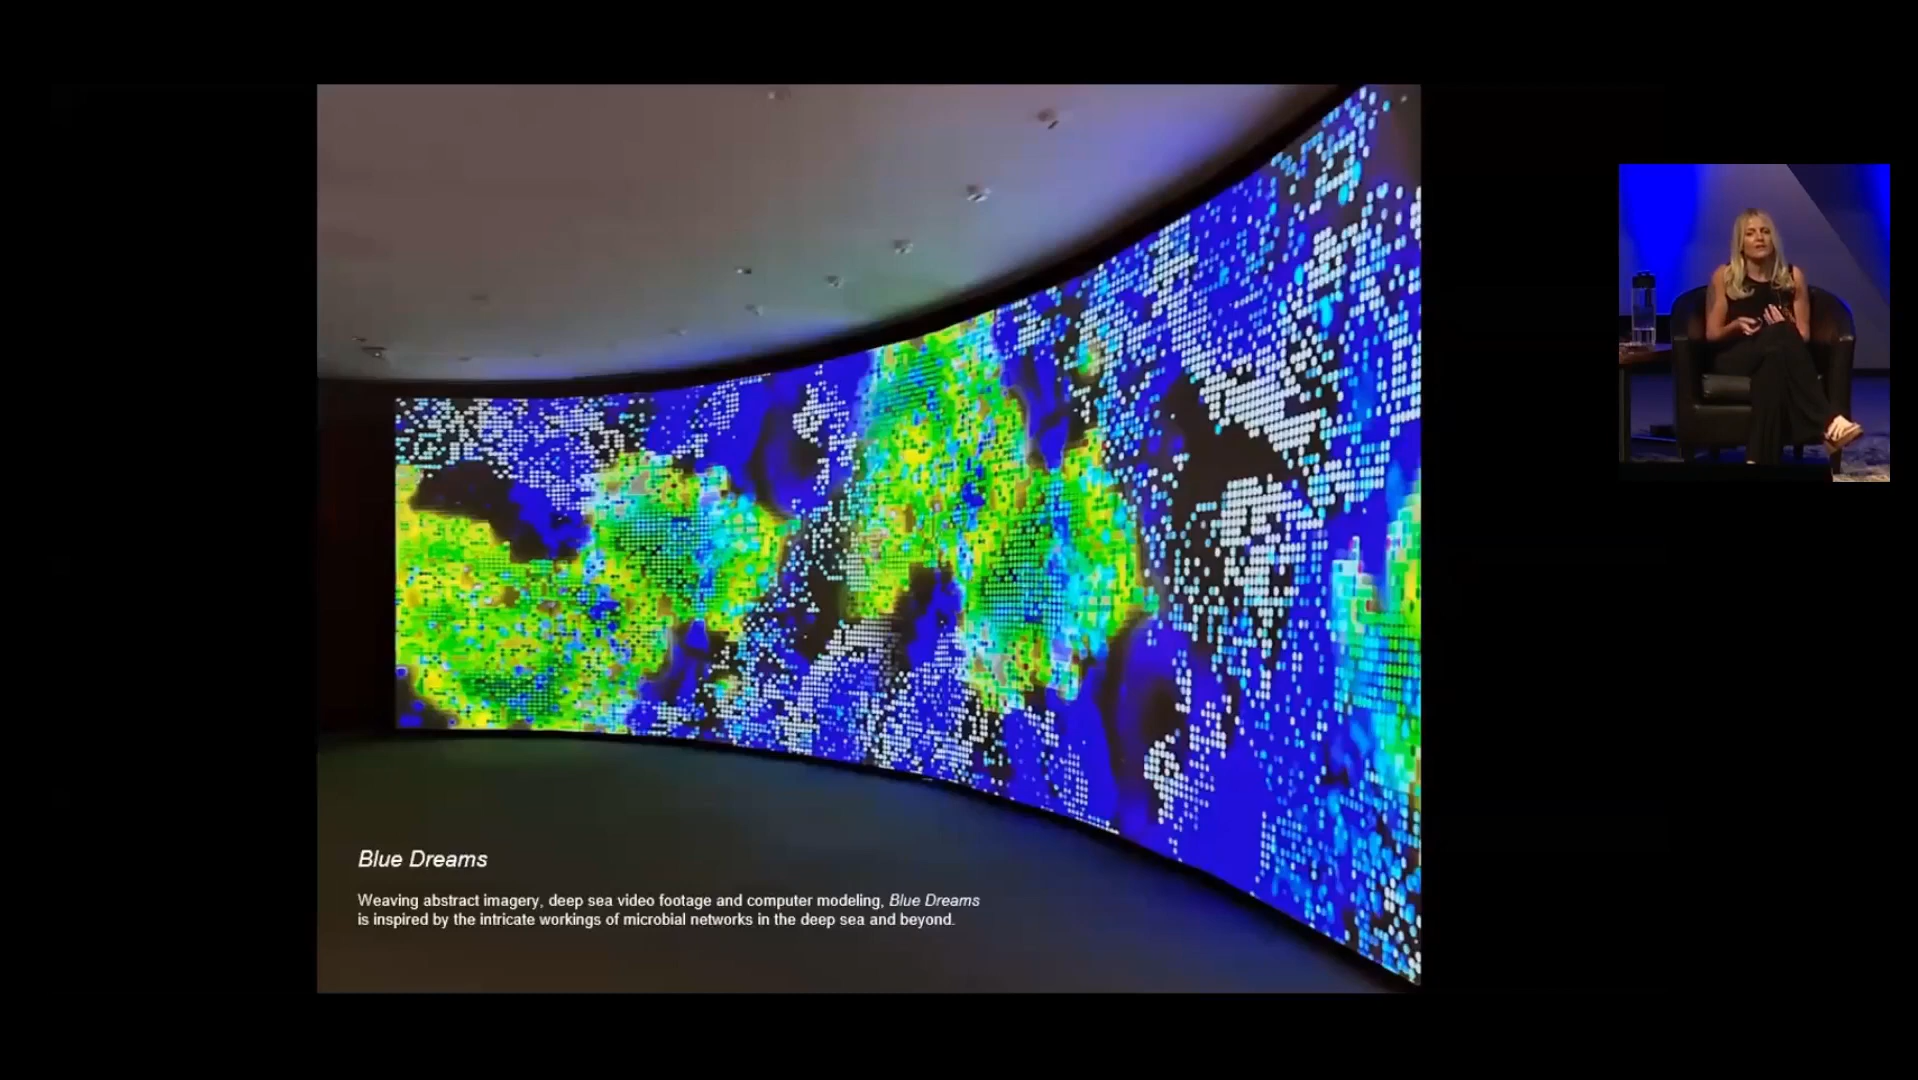 Blue Dreams
Weaving abstract imagery, deep sea video footage and computer modeling, Blue Dreams
is inspired by the intricate workings of microbial networks in the deep sea and beyond.